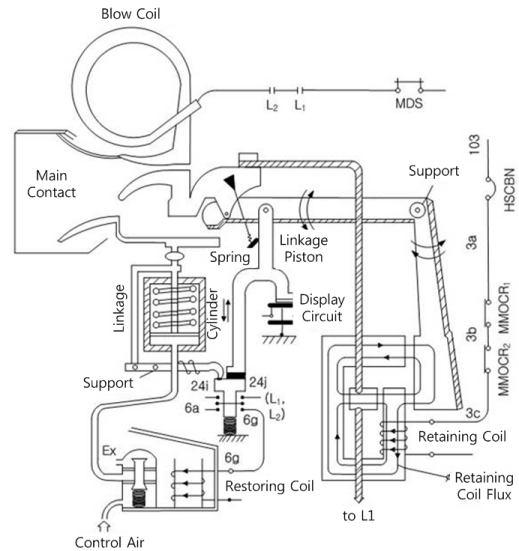 Blow Coil
L₂ L₁ MDS
103
HSCBN
3a
MMOCR₁
3b
MMOCR₂
3c
Main
Contact
Support
Spring
Linkage
Piston
Linkage
Cylinder
Display
Circuit
Support
24i 24j
6a 6g
(L₁,
L₂)
Ex
6g
Restoring Coil
Retaining Coil
Retaining
Coil Flux
to L1
Control Air